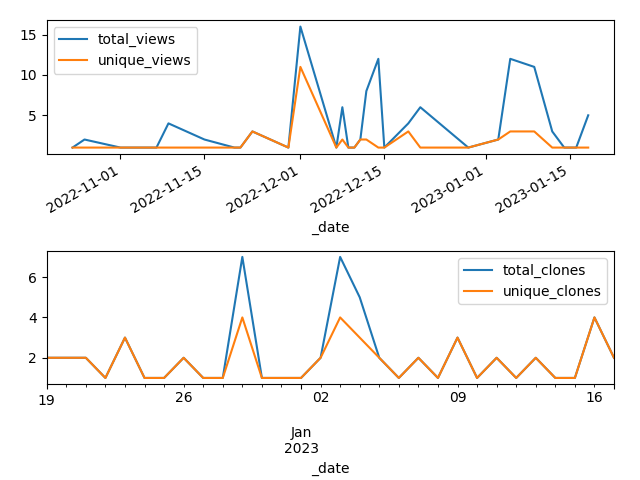 total_views
unique_views
15
10
5
2022-11-01
2022-11-15
2022-12-01
2022-12-15
2023-01-01
2023-01-15
_date
total_clones
unique_clones
6
4
2
19
26
02
09
16
Jan
2023
_date